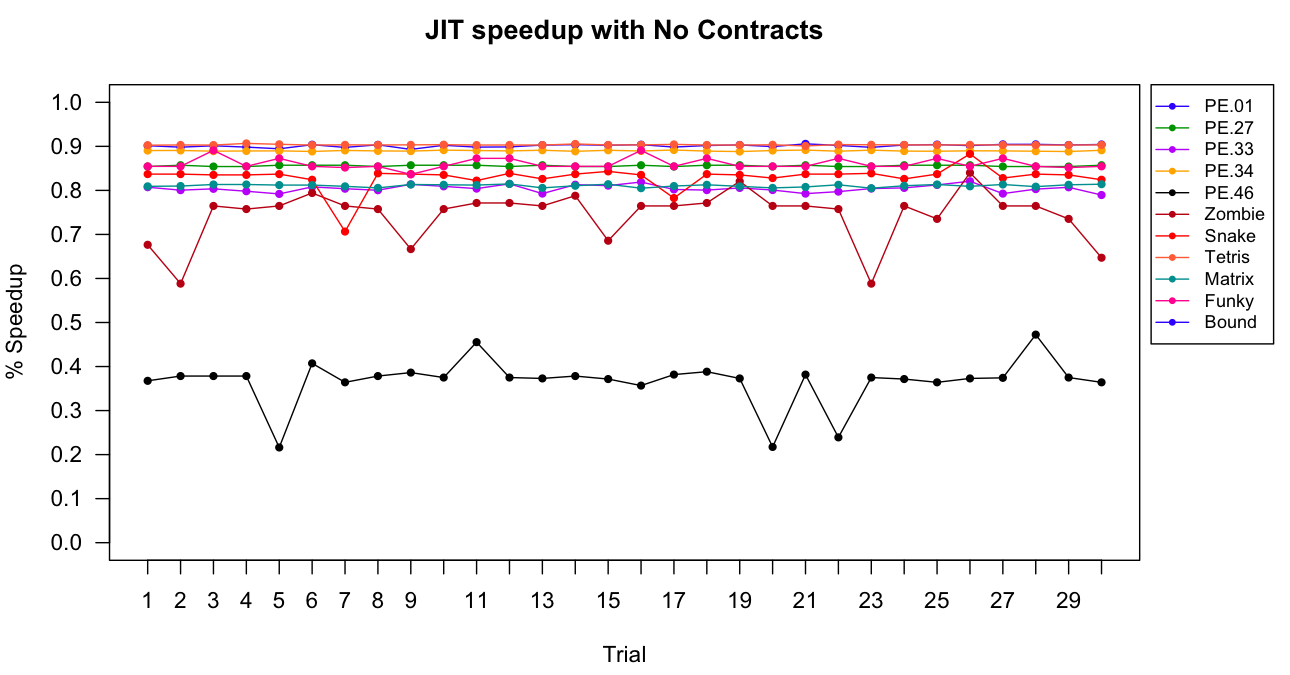 JIT speedup with No Contracts
% Speedup
1.0
0.9
0.8
0.7
0.6
0.5
0.4
0.3
0.2
0.1
0.0
1 2 3 4 5 6 7 8 9 11 13 15 17 19 21 23 25 27 29
Trial
PE.01
PE.27
PE.33
PE.34
PE.46
Zombie
Snake
Tetris
Matrix
Funky
Bound